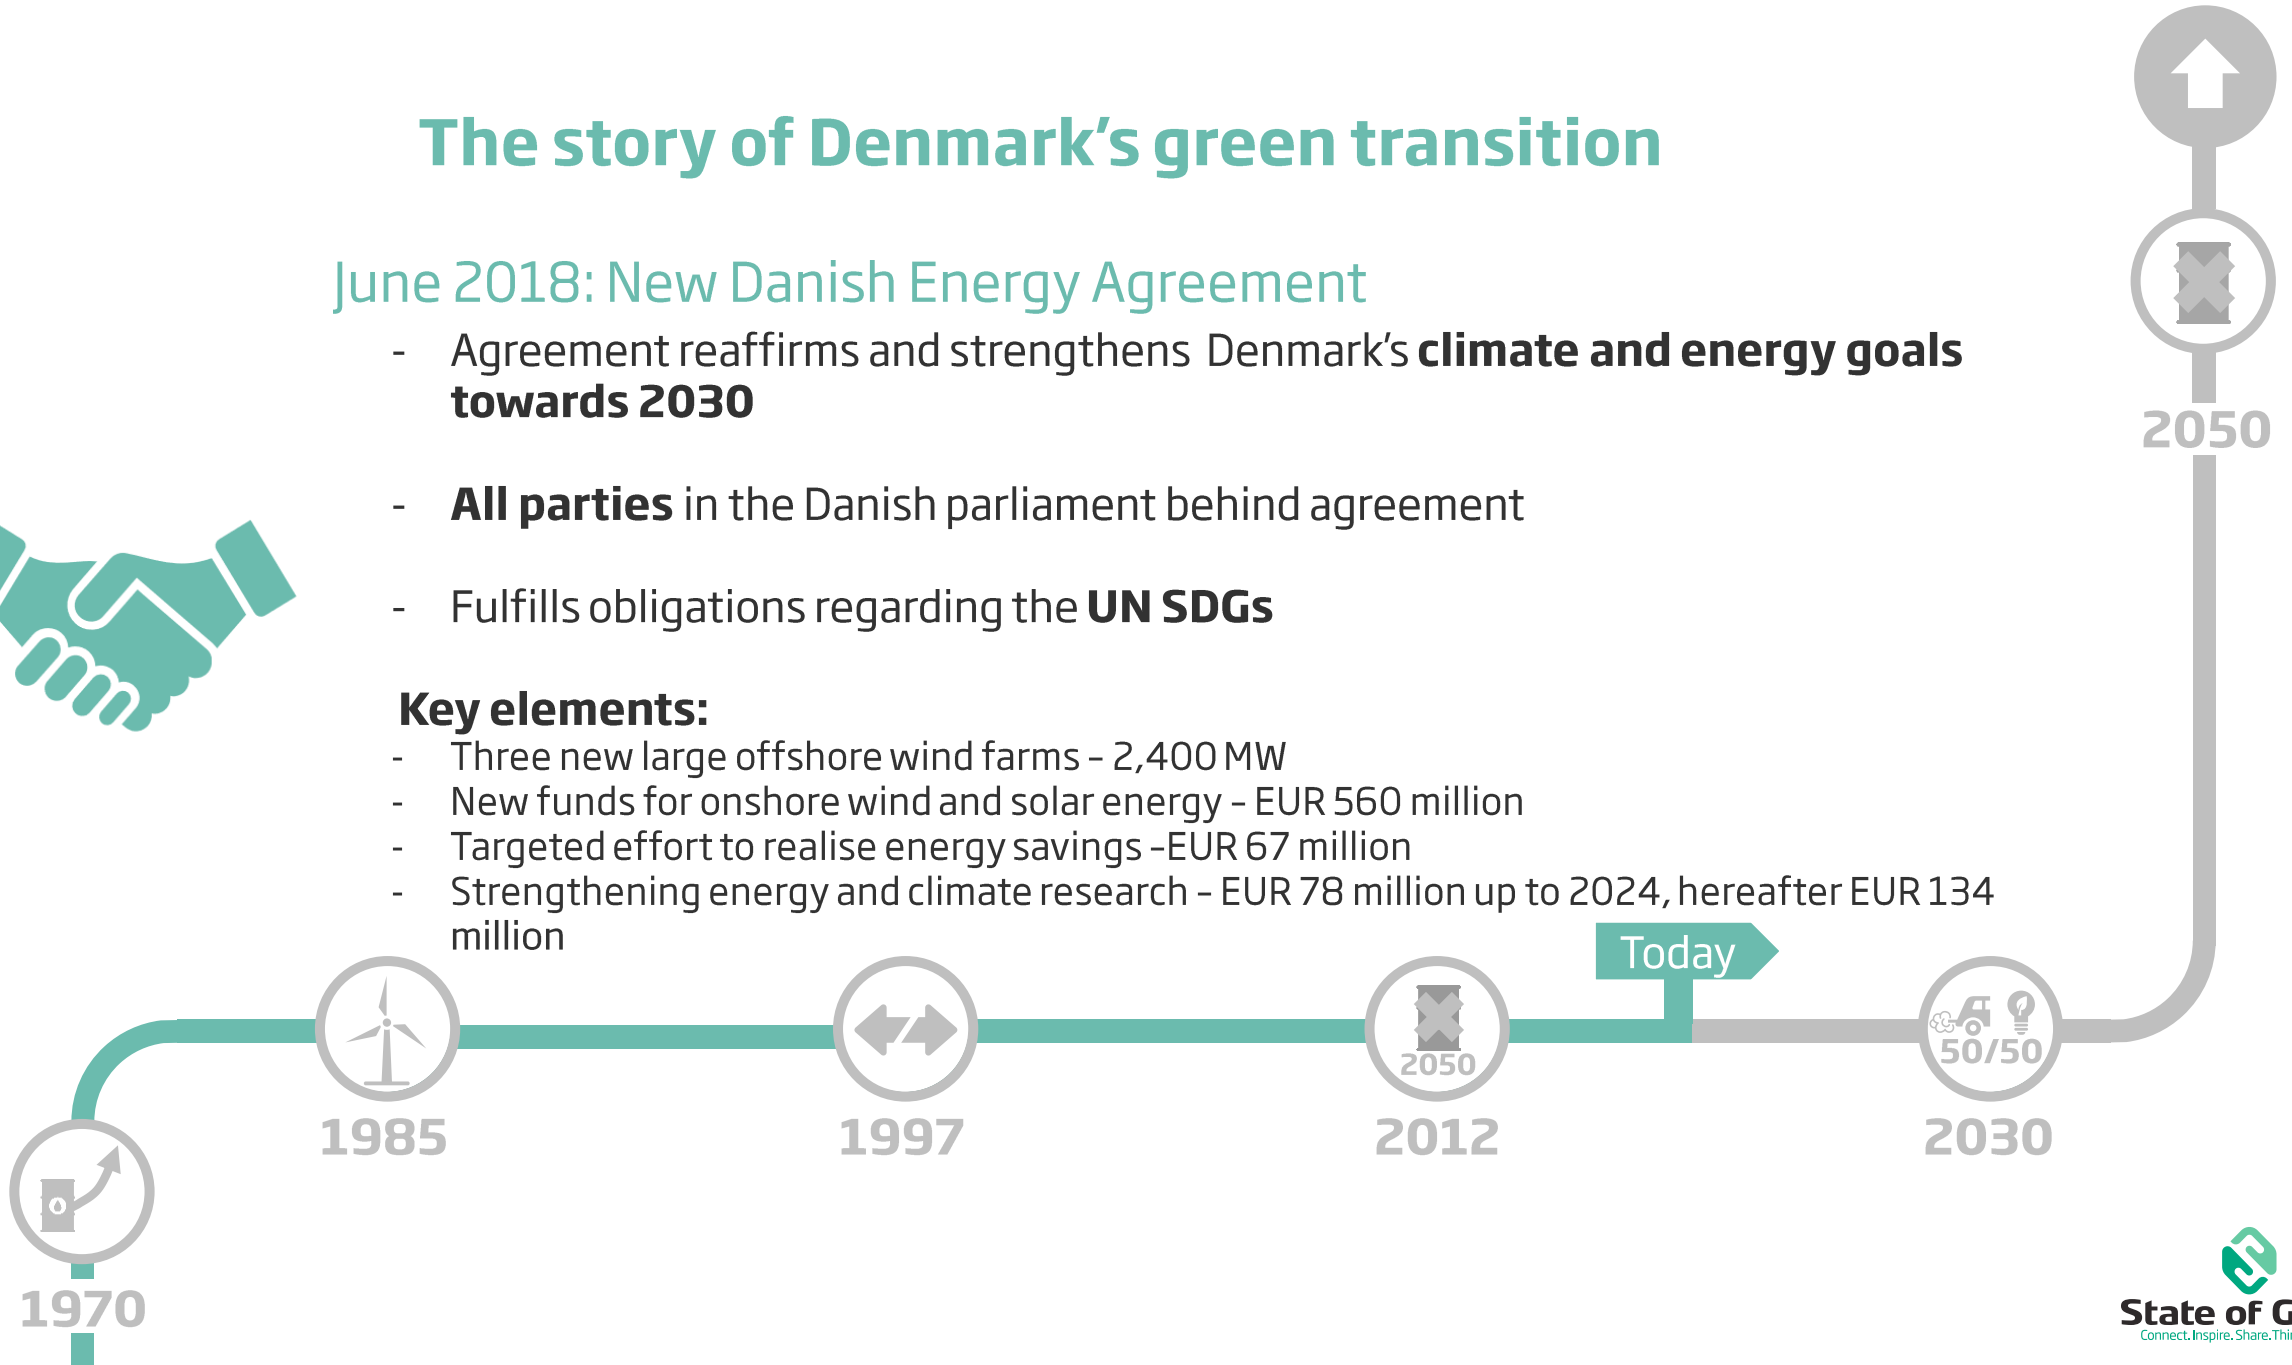 The story of Denmark’s green transition
June 2018: New Danish Energy Agreement
- Agreement reaffirms and strengthens Denmark’s climate and energy goals
towards 2030
- All parties in the Danish parliament behind agreement
- Fulfills obligations regarding the UN SDGs
Key elements:
- Three new large offshore wind farms – 2,400 MW
- New funds for onshore wind and solar energy – EUR 560 million
- Targeted effort to realise energy savings –EUR 67 million
- Strengthening energy and climate research – EUR 78 million up to 2024, hereafter EUR 134
million
Today
2050
50/50
2050
1985
1997
2012
2030
1970
State of G
Connect. Inspire. Share. Thin